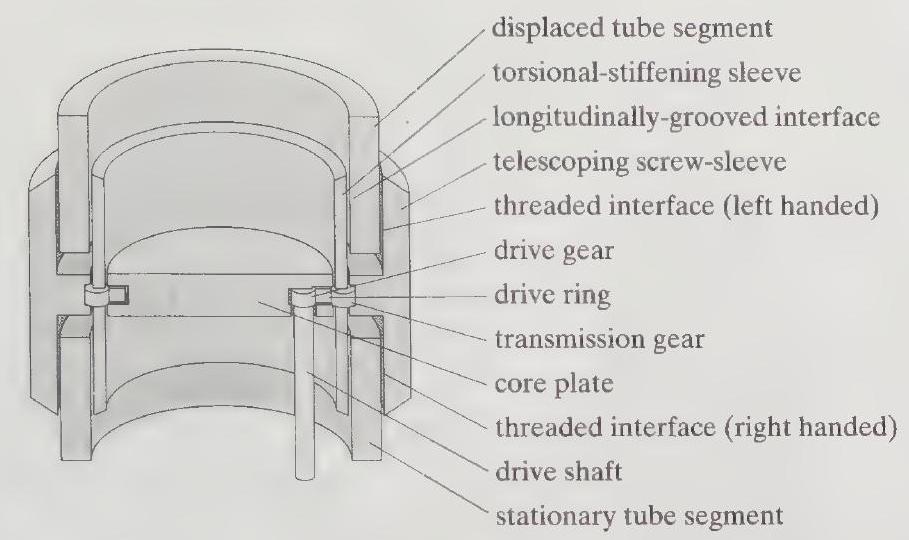 displaced tube segment
torsional-stiffening sleeve
longitudinally-grooved interface
telescoping screw-sleeve
threaded interface (left handed)
drive gear
drive ring
transmission gear
core plate
threaded interface (right handed)
drive shaft
stationary tube segment